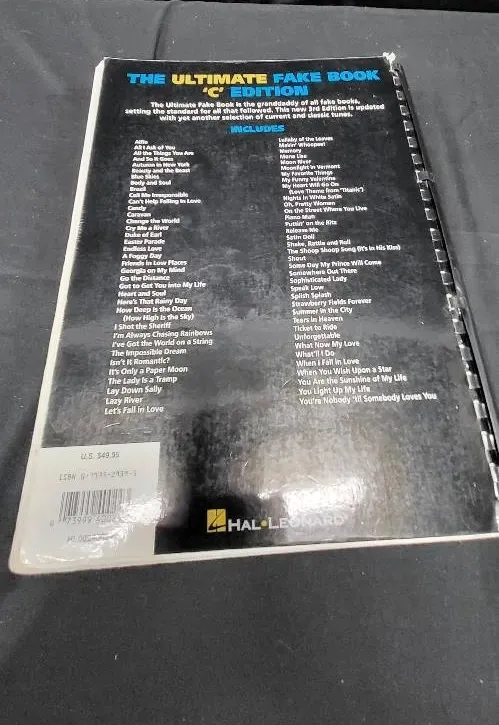 THE ULTIMATE FAKE BOOK
'C' EDITION
The Ultimate Fake Book is the granddaddy of all fake books,
setting the standard for all that followed. This new 3rd Edition is updated
with yet another selection of current and classic tunes.
INCLUDES
Alfie
All I Ask of You
All the Things You Are
And So It Goes
Autumn in New York
Beauty and the Beast
Blue Skies
Body and Soul
Brazil
Call Me Irresponsible
Can't Help Falling in Love
Candy
Caravan
Change the World
Cry Me a River
Duke of Earl
Easter Parade
Endless Love
A Foggy Day
Friends in Low Places
Georgia on My Mind
Go the Distance
Got to Get You into My Life
Heart and Soul
Here's That Rainy Day
How Deep Is the Ocean
(How High Is the Sky)
I Shot the Sheriff
I'm Always Chasing Rainbows
I've Got the World on a String
The Impossible Dream
Isn't It Romantic?
It's Only a Paper Moon
The Lady Is a Tramp
Lay Down Sally
Lazy River
Let's Fall in Love
Lullaby of the Leaves
Makin' Whoopee!
Memory
Mona Lisa
Moon River
Moonlight in Vermont
My Favorite Things
My Funny Valentine
My Heart Will Go On
(Love Theme from "Titanic")
Nights in White Satin
Oh, Pretty Woman
On the Street Where You Live
Piano Man
Puttin' on the Ritz
Release Me
Satin Doll
Shake, Rattle and Roll
The Shoop Shoop Song (It's in His Kiss)
Shout
Some Day My Prince Will Come
Somewhere Out There
Sophisticated Lady
Speak Low
Splish Splash
Strawberry Fields Forever
Summer in the City
Tears in Heaven
Ticket to Ride
Unforgettable
What Now My Love
What'll I Do
When I Fall in Love
When You Wish Upon a Star
You Are the Sunshine of My Life
You Light Up My Life
You're Nobody 'til Somebody Loves You
U.S. $49.95
ISBN 0-7935-2939-
HAL•LEONARD